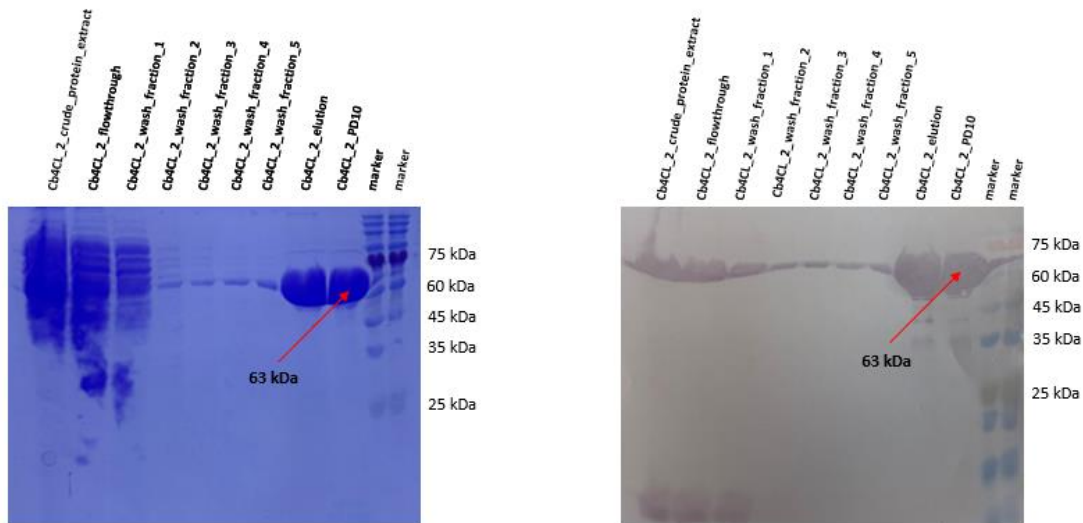 Cb4CL_2_crude_protein_extract
Cb4CL_2_flowthrough
Cb4CL_2_wash_fraction_1
Cb4CL_2_wash_fraction_2
Cb4CL_2_wash_fraction_3
Cb4CL_2_wash_fraction_4
Cb4CL_2_wash_fraction_5
Cb4CL_2_elution
Cb4CL_2_PD10
marker
marker
75 kDa
60 kDa
45 kDa
35 kDa
25 kDa
63 kDa
Cb4CL_2_crude_protein_extract
Cb4CL_2_flowthrough
Cb4CL_2_wash_fraction_1
Cb4CL_2_wash_fraction_2
Cb4CL_2_wash_fraction_3
Cb4CL_2_wash_fraction_4
Cb4CL_2_wash_fraction_5
Cb4CL_2_elution
Cb4CL_2_PD10
marker
marker
75 kDa
60 kDa
45 kDa
35 kDa
25 kDa
63 kDa